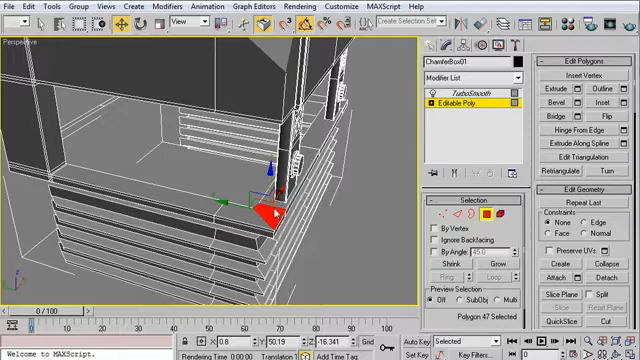 File Edit Tools Group Views Create Modifiers Animation Graph Editors Rendering Customize MAXScript Help
View
Create Selection Set
Perspective
ChamferBox01
Modifier List
TurboSmooth
Editable Poly
Selection
By Vertex
Ignore Backfacing
By Angle: 45.0
Shrink Grow
Ring Loop
Preview Selection
Off SubObj Multi
Polygon 47 Selected
Edit Polygons
Insert Vertex
Extrude Outline
Bevel Inset
Bridge Flip
Hinge From Edge
Extrude Along Spline
Edit Triangulation
Retriangulate Turn
Edit Geometry
Repeat Last
Constraints
None Edge
Face Normal
Preserve UVs
Create Collapse
Attach Detach
Slice Plane Split
Slice Reset Plane
QuickSlice Cut
0 / 100
0 10 20 30 40 50 60 70 80 90 100
X 0.8 Y 50.19 Z -16.341
Selected
Set Key
Welcome to MAXScript.
Rendering Time 0:00:00
Translation
Add Time Tag
Key Filters...